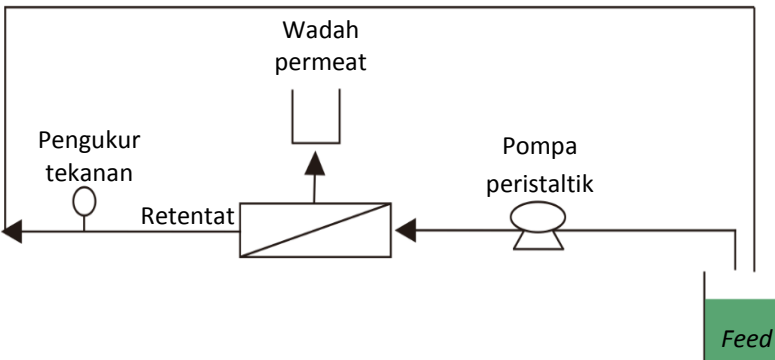 Wadah
permeat
Pengukur
tekanan
Pompa
peristaltik
Retentat
Feed